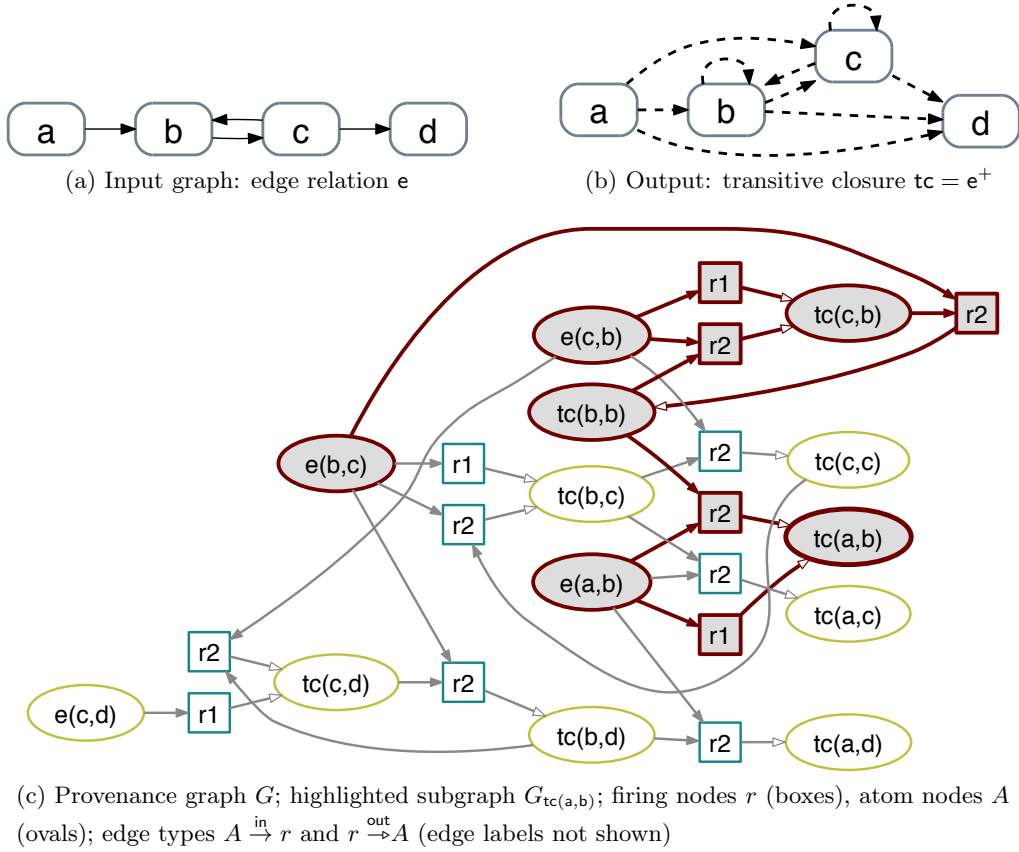 a
b
c
d
(a) Input graph: edge relation e
a
b
c
d
(b) Output: transitive closure tc = e⁺
r1
e(c,b)
tc(c,b)
r2
r2
tc(b,b)
e(b,c)
r1
r2
tc(c,c)
tc(b,c)
r2
r2
tc(a,b)
e(a,b)
r2
tc(a,c)
r1
r2
tc(c,d)
r2
e(c,d)
r1
tc(b,d)
r2
tc(a,d)
(c) Provenance graph G; highlighted subgraph G_tc(a,b); firing nodes r (boxes), atom nodes A
(ovals); edge types A →^in r and r →^out A (edge labels not shown)